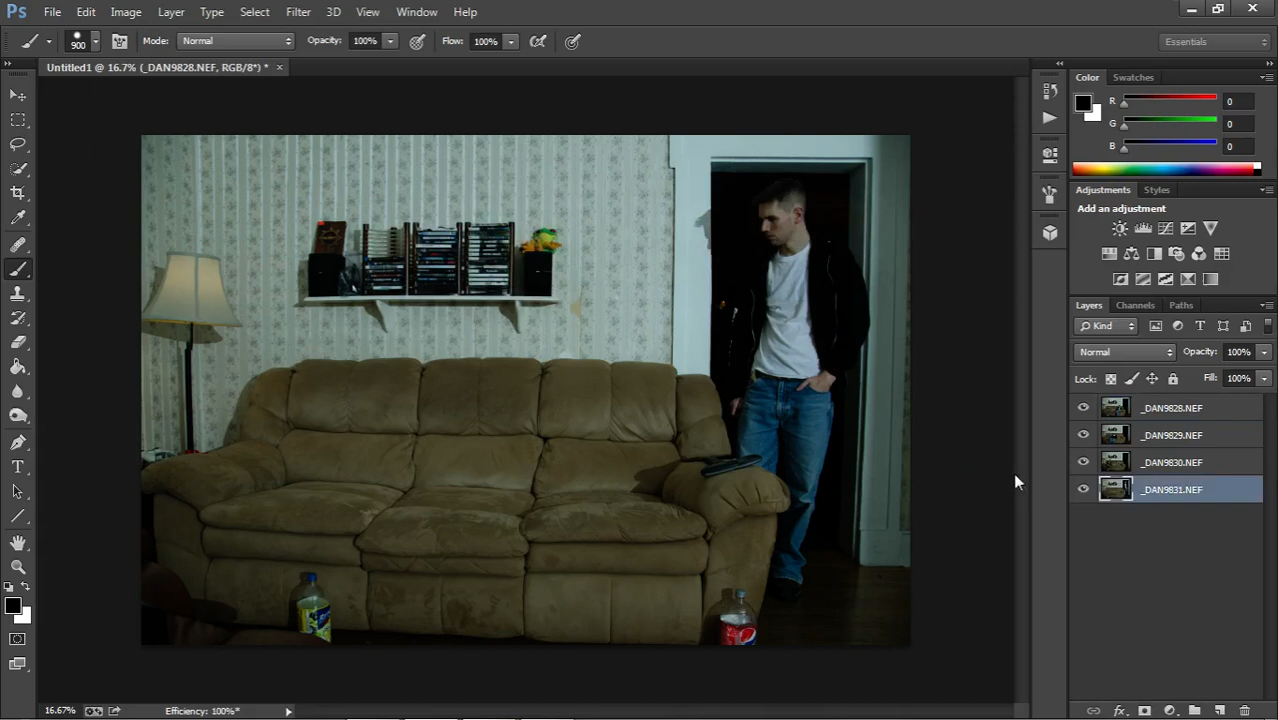 Ps File Edit Image Layer Type Select Filter 3D View Window Help
900 Mode: Normal Opacity: 100% Flow: 100% Essentials
Untitled1 @ 16.7% (_DAN9828.NEF, RGB/8*) * ×
Color Swatches
R 0
G 0
B 0
Adjustments Styles
Add an adjustment
Layers Channels Paths
Kind
Normal Opacity: 100%
Lock: Fill: 100%
_DAN9828.NEF
_DAN9829.NEF
_DAN9830.NEF
_DAN9831.NEF
16.67% Efficiency: 100%*